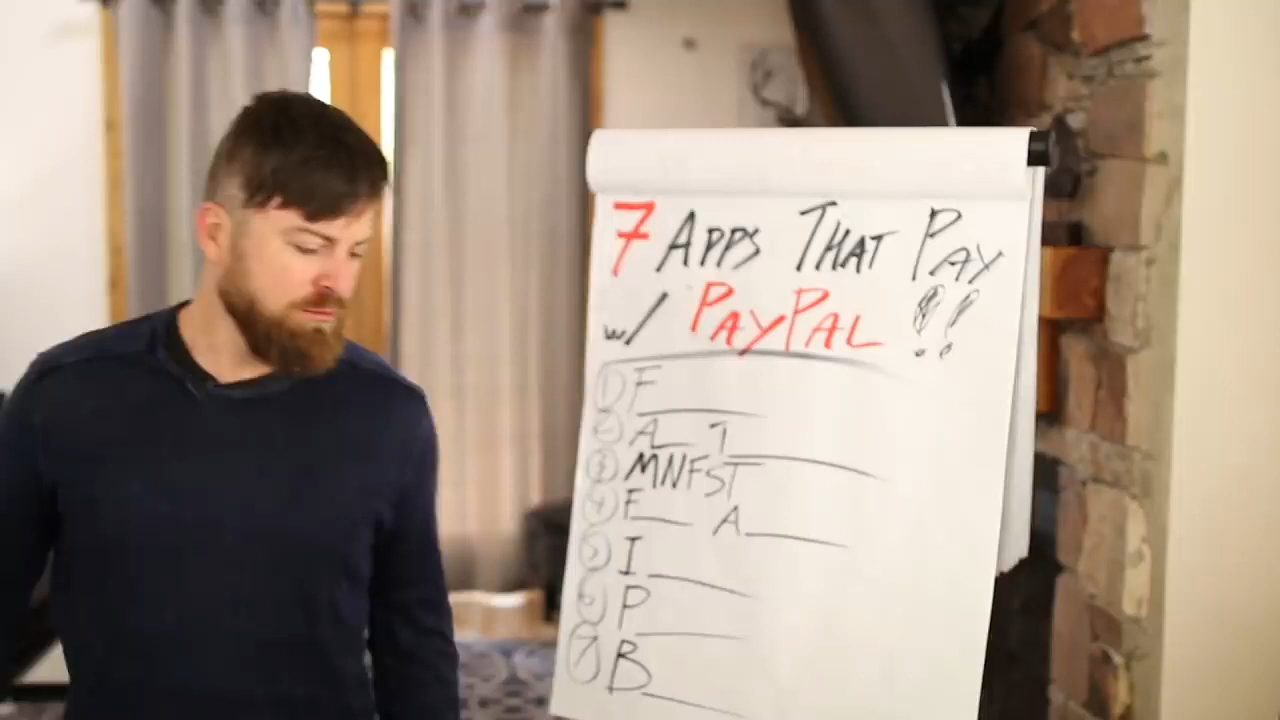 7 APPS THAT PAY
w/ PAYPAL !!
1 F
2 A T
3 MNFST
4 F A
5 I
6 P
7 B